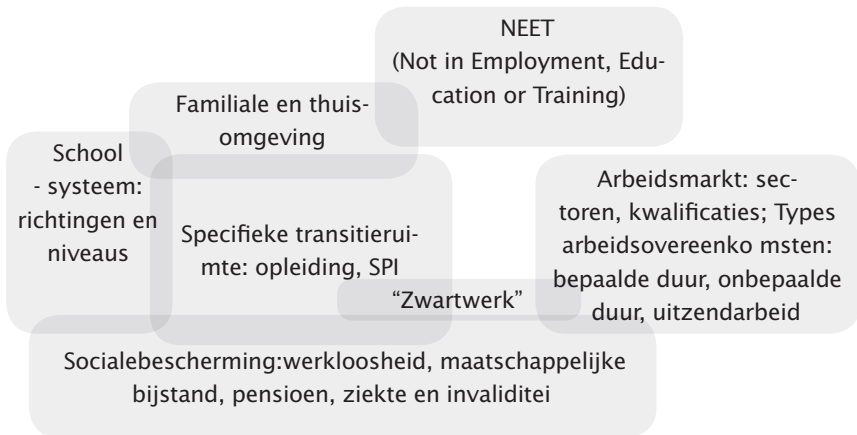 NEET
(Not in Employment, Edu-
cation or Training)
Familiale en thuis-
omgeving
School
- systeem:
richtingen en
niveaus
Specifieke transitierui-
mte: opleiding, SPI
Arbeidsmarkt: sec-
toren, kwalificaties; Types
arbeidsovereenko msten:
bepaalde duur, onbepaalde
duur, uitzendarbeid
“Zwartwerk”
Socialebescherming:werkloosheid, maatschappelijke
bijstand, pensioen, ziekte en invaliditei